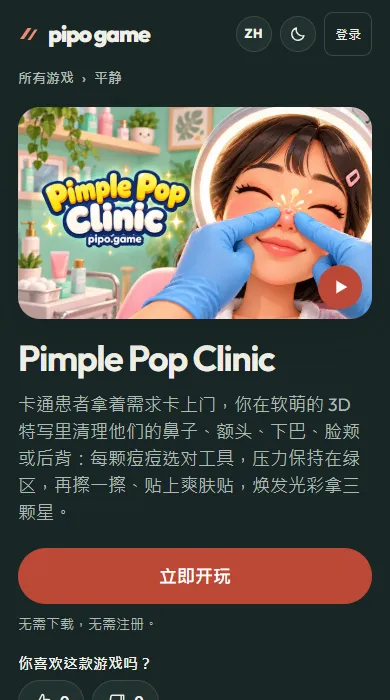 pipo game
ZH
登录
所有游戏 › 平静
Pimple Pop
Clinic
pipo.game
Pimple Pop Clinic
卡通患者拿着需求卡上门，你在软萌的 3D
特写里清理他们的鼻子、额头、下巴、脸颊
或后背：每颗痘痘选对工具，压力保持在绿
区，再擦一擦、贴上爽肤贴，焕发光彩拿三
颗星。
立即开玩
无需下载，无需注册。
你喜欢这款游戏吗？